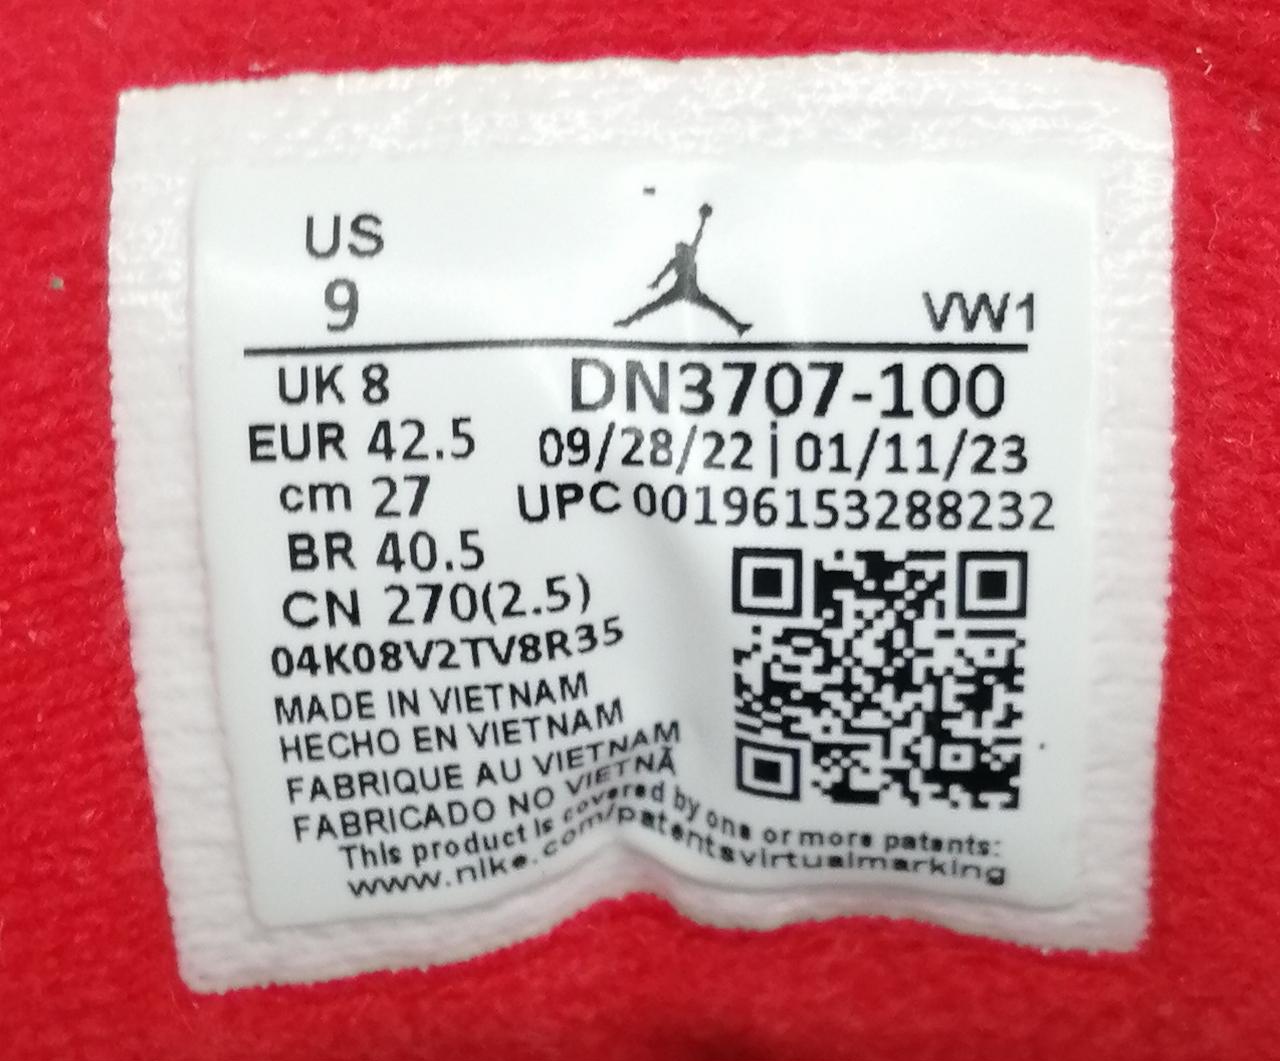 US
9
VW1
UK 8
DN3707-100
EUR 42.5
09/28/22 | 01/11/23
cm 27
UPC 00196153288232
BR 40.5
CN 270(2.5)
04K08V2TV8R35
MADE IN VIETNAM
HECHO EN VIETNAM
FABRIQUE AU VIETNAM
FABRICADO NO VIETNÃ
This product is covered by one or more patents:
www.nike.com/patentsvirtualmarking